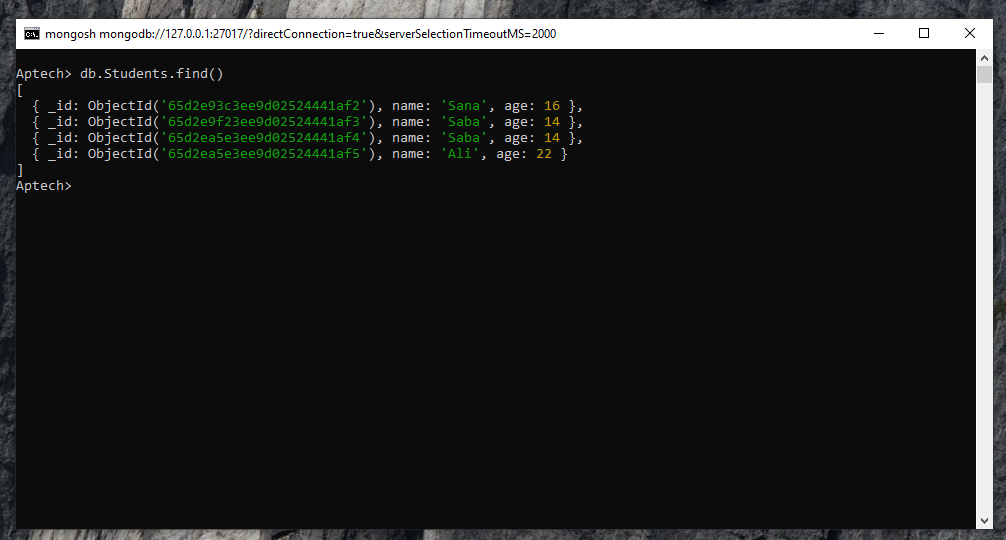 mongosh mongodb://127.0.0.1:27017/?directConnection=true&serverSelectionTimeoutMS=2000
Aptech> db.Students.find()
[
  { _id: ObjectId('65d2e93c3ee9d02524441af2'), name: 'Sana', age: 16 },
  { _id: ObjectId('65d2e9f23ee9d02524441af3'), name: 'Saba', age: 14 },
  { _id: ObjectId('65d2ea5e3ee9d02524441af4'), name: 'Saba', age: 14 },
  { _id: ObjectId('65d2ea5e3ee9d02524441af5'), name: 'Ali', age: 22 }
]
Aptech>